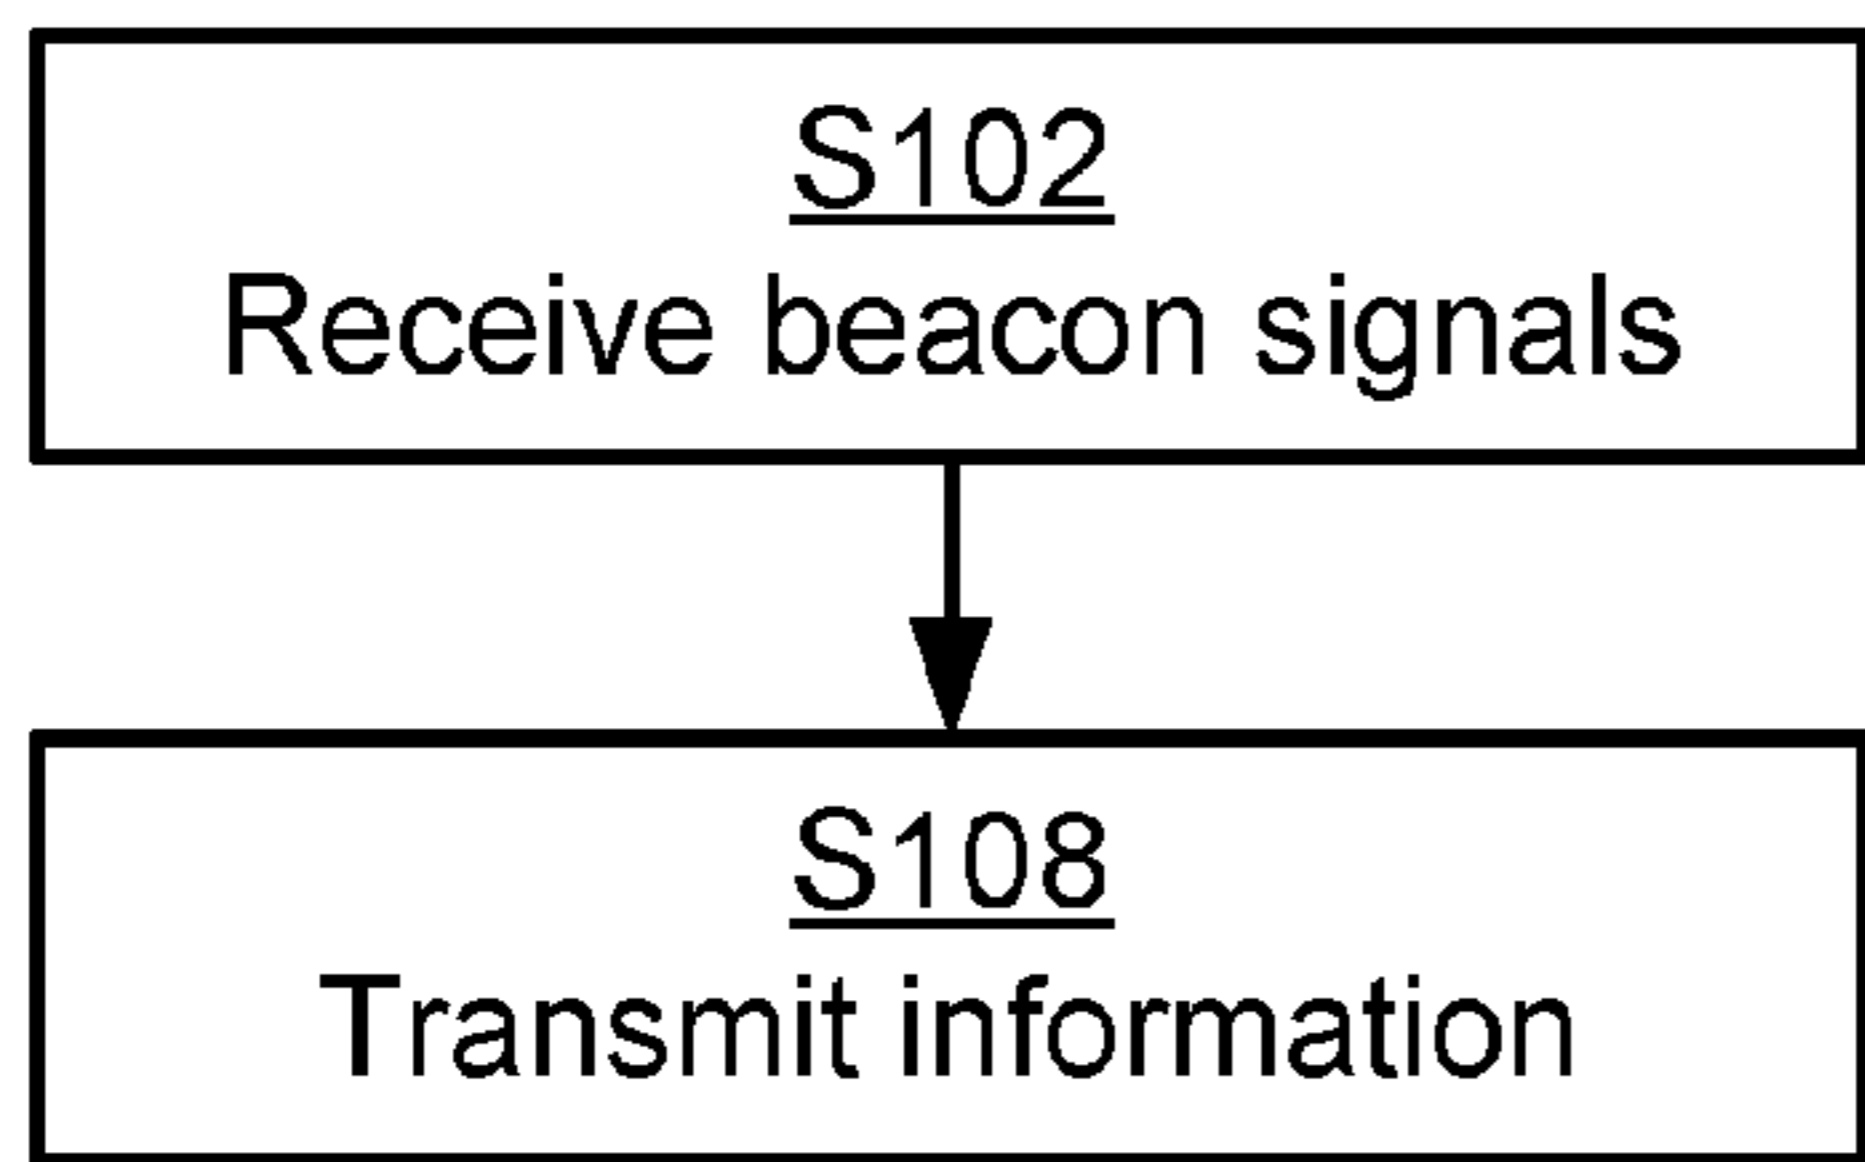 S102
Receive beacon signals
S108
Transmit information